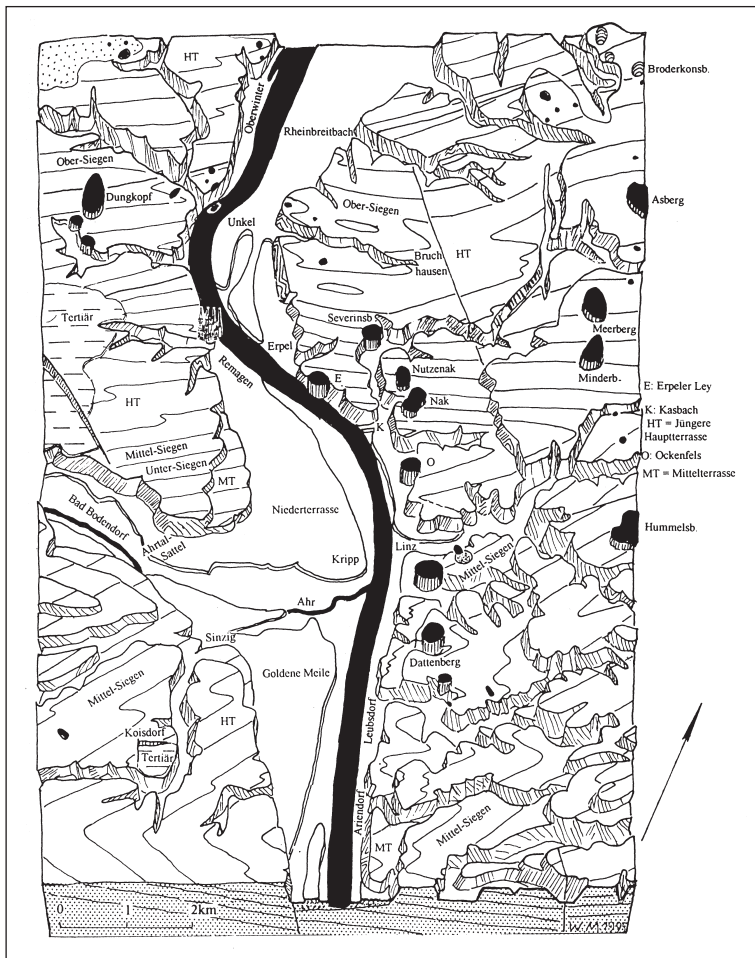 HT
Oberwinter
Broderkonsb.
Rheinbreitbach
Ober-Siegen
Dungkopf
Ober-Siegen
Asberg
Unkel
HT
Bruch
hausen
Tertiär
Severinsb.
Meerberg
Erpel
Remagen
Nutzenak
Minderb.
E
Nak
E: Erpeler Ley
HT
K
K: Kasbach
HT = Jüngere
Hauptterrasse
Mittel-Siegen
Unter-Siegen
O
O: Ockenfels
MT
MT = Mittelterrasse
Bad Bodendorf
Niederterrasse
Ahrtal-
Sattel
Linz
Hummelsb.
Kripp
Mittel-Siegen
Ahr
Sinzig
Dattenberg
Goldene Meile
Mittel-Siegen
HT
Leubsdorf
Koisdorf
Tertiär
Ariendorf
Mittel-Siegen
MT
0 1 2km
W.M.1995